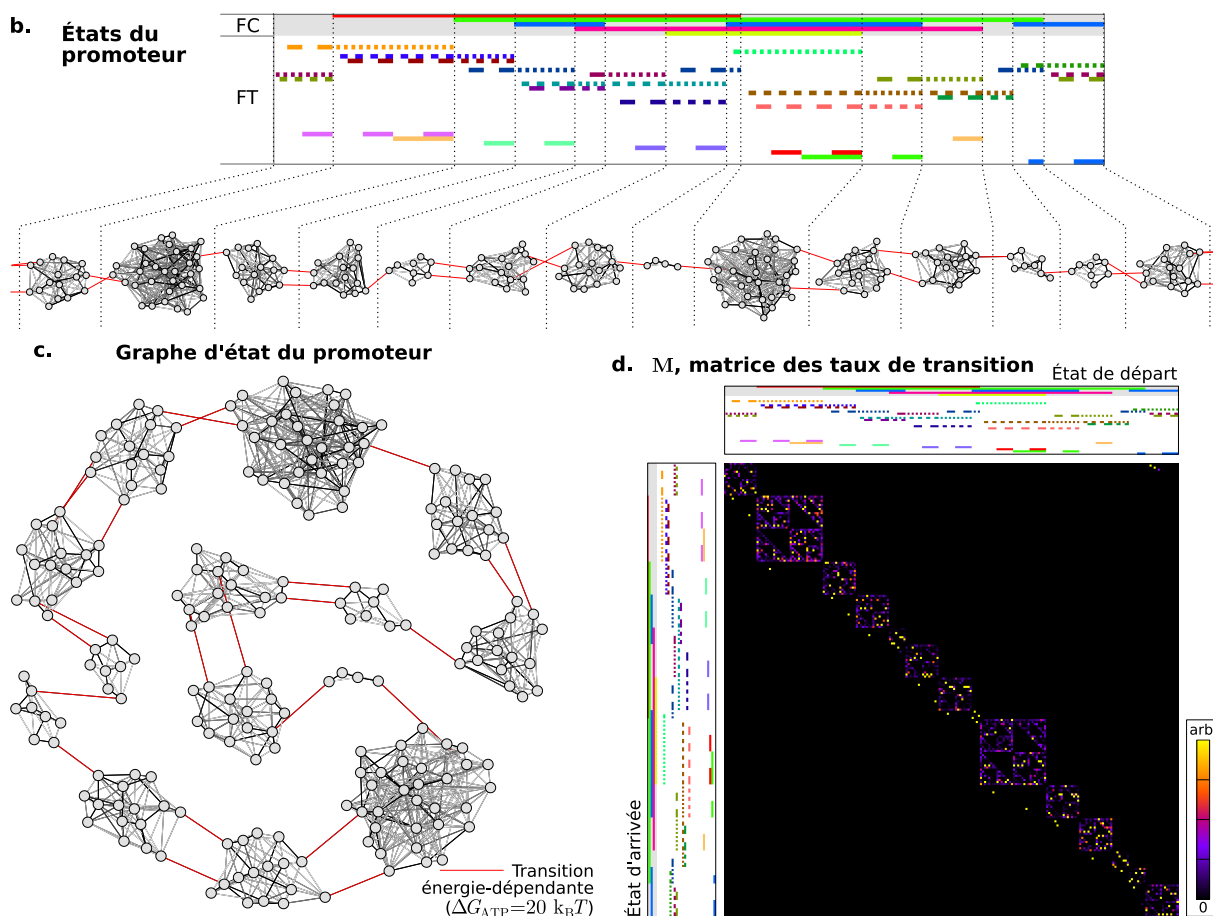 b.
États du
promoteur
FC
FT
c.
Graphe d'état du promoteur
Transition
énergie-dépendante
(ΔG_ATP=20 k_BT)
d.
M, matrice des taux de transition
État de départ
État d'arrivée
arb
0